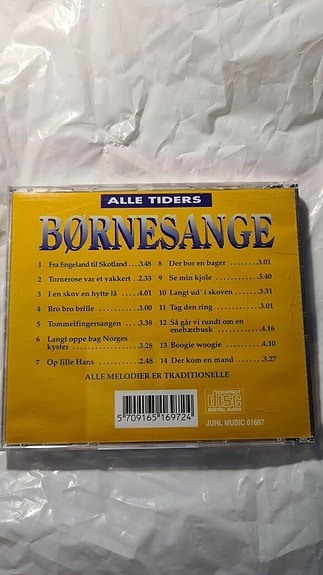 ALLE TIDERS
BØRNESANGE
1 Fra Engeland til Skotland ...3.48
2 Tornerose var et vakkert ..2.33
3 I en skov en hytte lå ..........4.01
4 Bro bro brille ..................3.00
5 Tommelfingersangen.........3.38
6 Langt oppe bag Norges
kyster .........................3.28
7 Op lille Hans ..................2.48
8 Der bor en bager ...........3.01
9 Se min kjole ..................3.40
10 Langt ud' i skoven ..........3.31
11 Tag den ring ..................3.01
12 Så går vi rundt om en
enebærbusk ..................4.16
13 Boogie woogie ...............4.10
14 Der kom en mand ..........3.27
ALLE MELODIER ER TRADITIONELLE
5 709165 169724
COMPACT
disc
DIGITAL AUDIO
JUHL MUSIC 01697